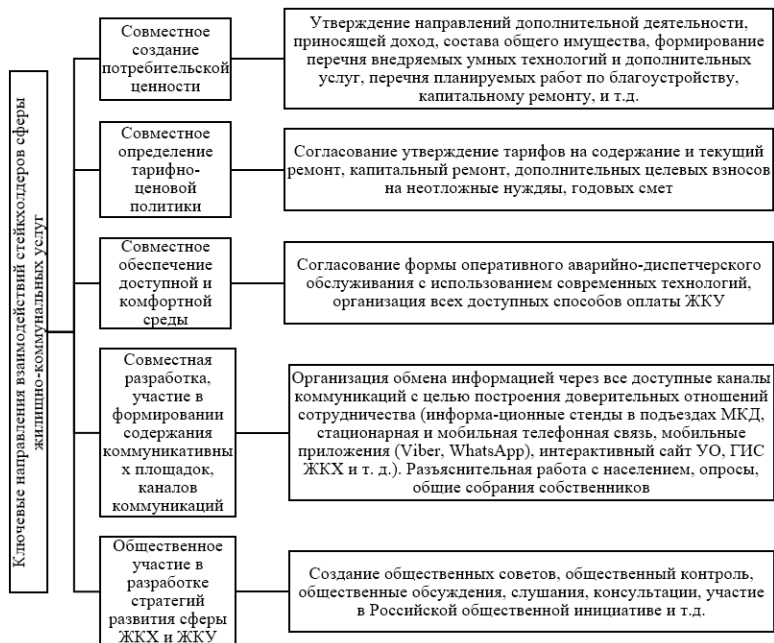 Ключевые направления взаимодействий стейкхолдеров сферы
жилищно-коммунальных услуг
Совместное
создание
потребительской
ценности
Утверждение направлений дополнительной деятельности,
приносящей доход, состава общего имущества, формирование
перечня внедряемых умных технологий и дополнительных
услуг, перечня планируемых работ по благоустройству,
капитальному ремонту, и т.д.
Совместное
определение
тарифно-
ценовой
политики
Согласование утверждение тарифов на содержание и текущий
ремонт, капитальный ремонт, дополнительных целевых взносов
на неотложные нуждяы, годовых смет
Совместное
обеспечение
доступной и
комфортной
среды
Согласование формы оперативного аварийно-диспетчерского
обслуживания с использованием современных технологий,
организация всех доступных способов оплаты ЖКУ
Совместная
разработка,
участие в
формировании
содержания
коммуникативны
х площадок,
каналов
коммуникаций
Организация обмена информацией через все доступные каналы
коммуникаций с целью построения доверительных отношений
сотрудничества (информа-ционные стенды в подъездах МКД,
стационарная и мобильная телефонная связь, мобильные
приложения (Viber, WhatsApp), интерактивный сайт УО, ГИС
ЖКХ и т. д.). Разъяснительная работа с населением, опросы,
общие собрания собственников
Общественное
участие в
разработке
стратегий
развития сферы
ЖКХ и ЖКУ
Создание общественных советов, общественный контроль,
общественные обсуждения, слушания, консультации, участие
в Российской общественной инициативе и т.д.